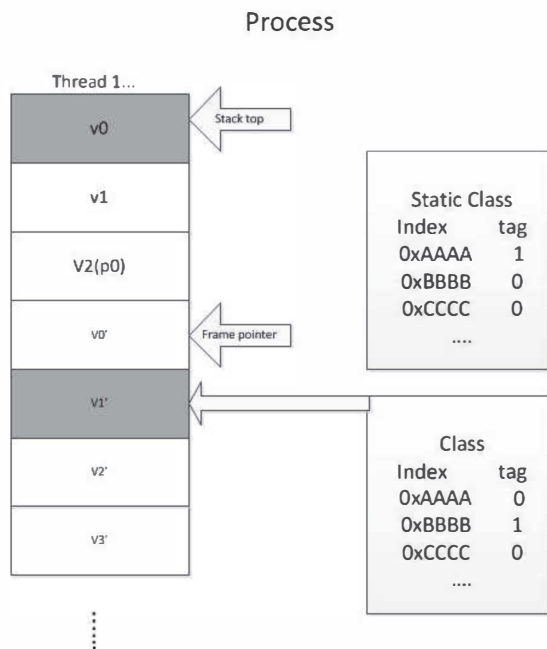 Process
Thread 1...
v0
Stack top
v1
V2(p0)
V0'
Frame pointer
V1'
V2'
V3'
Static Class
Index tag
0xAAAA 1
0xBBBB 0
0xCCCC 0
....
Class
Index tag
0xAAAA 0
0xBBBB 1
0xCCCC 0
....